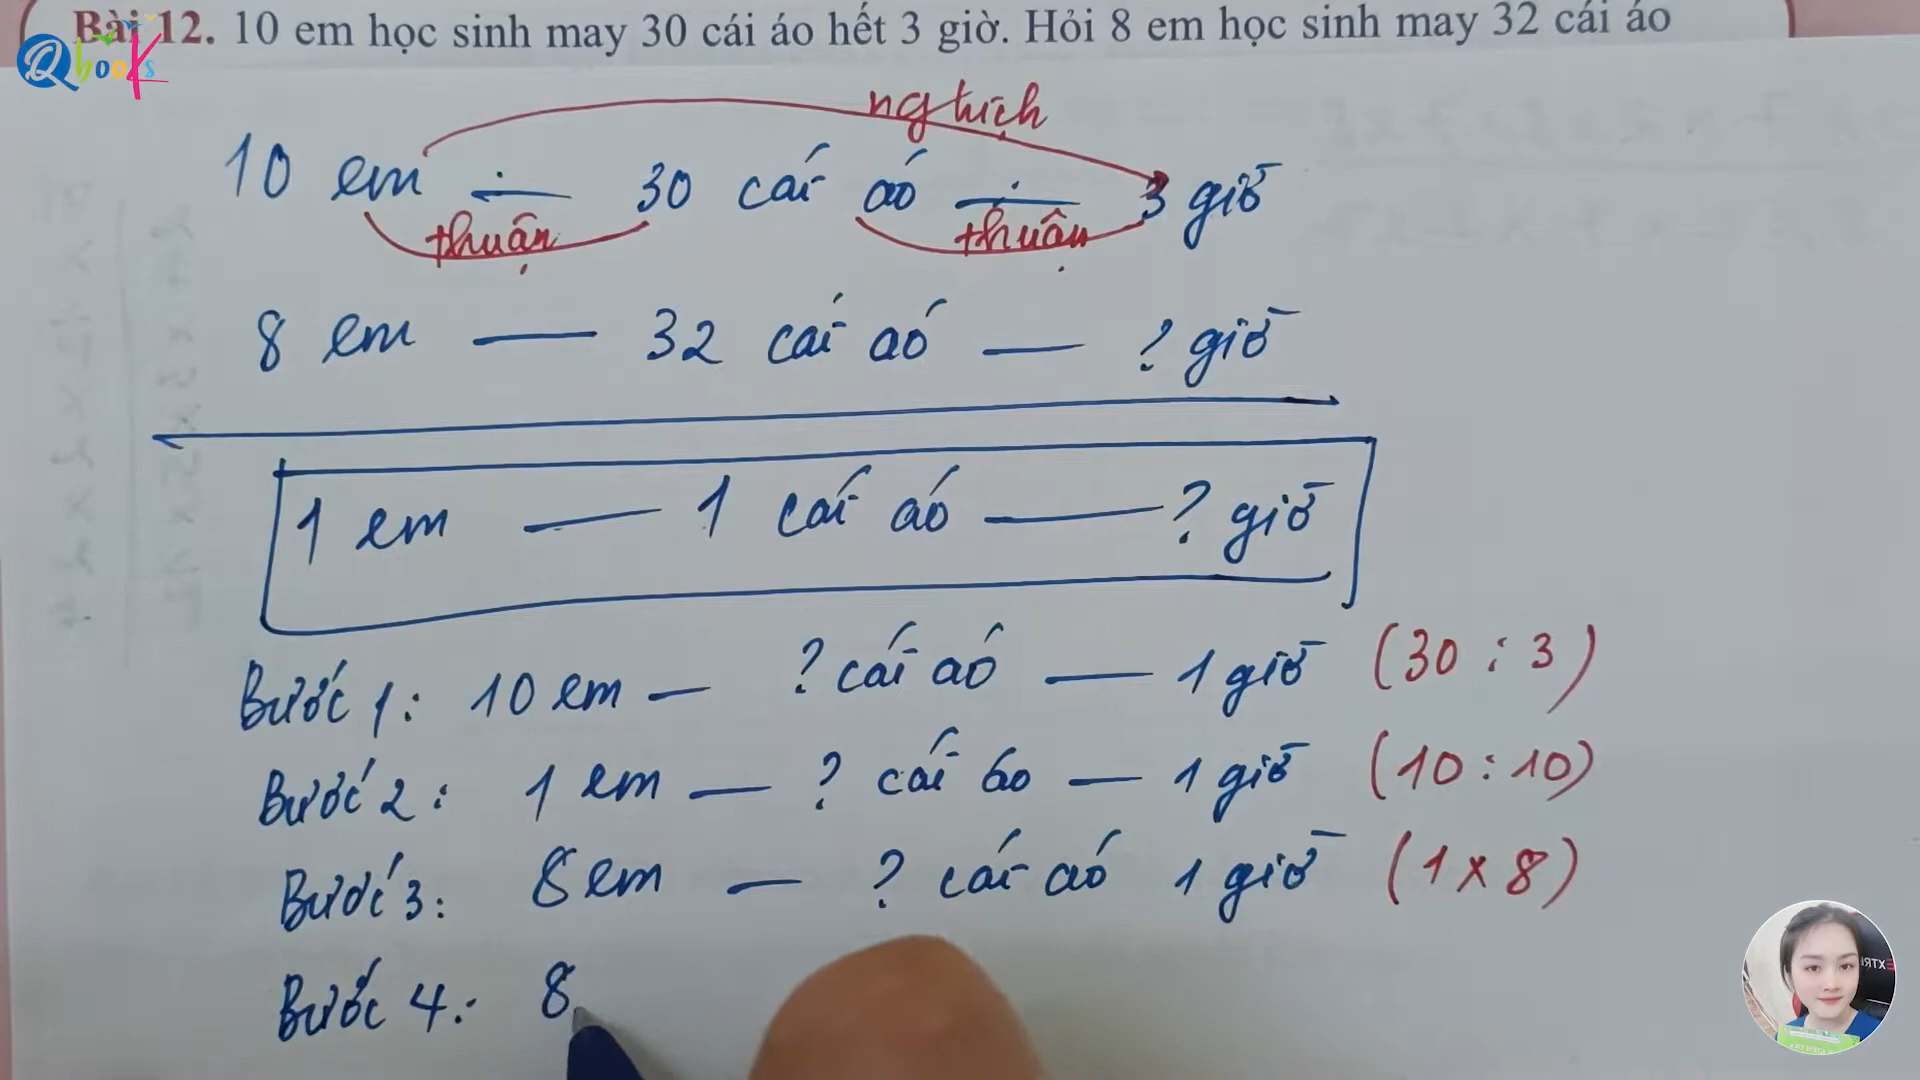 Bài 12. 10 em học sinh may 30 cái áo hết 3 giờ. Hỏi 8 em học sinh may 32 cái áo
Qbooks
nghịch
10 em — 30 cái áo — 3 giờ
thuận thuận
8 em — 32 cái áo — ? giờ
1 em — 1 cái áo — ? giờ
Bước 1: 10 em — ? cái áo — 1 giờ (30 : 3)
Bước 2: 1 em — ? cái áo — 1 giờ (10 : 10)
Bước 3: 8 em — ? cái áo 1 giờ (1 x 8)
Bước 4: 8